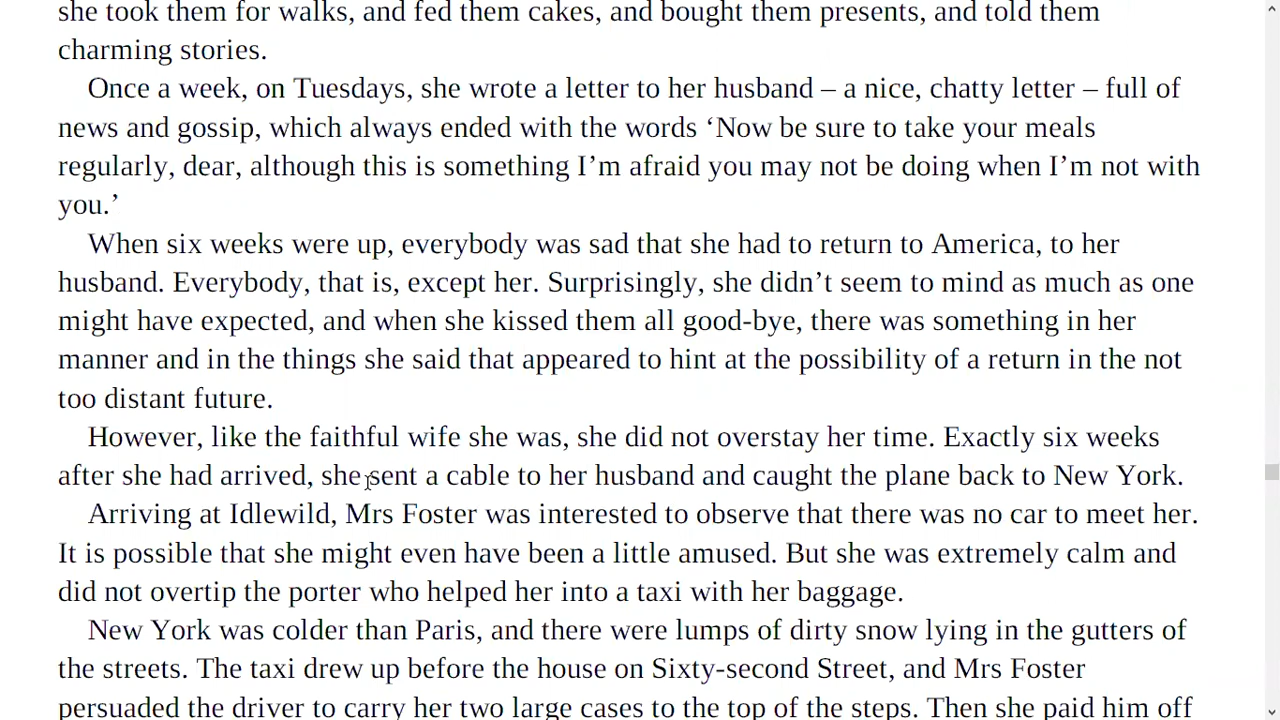 she took them for walks, and fed them cakes, and bought them presents, and told them
charming stories.
Once a week, on Tuesdays, she wrote a letter to her husband – a nice, chatty letter – full of
news and gossip, which always ended with the words ‘Now be sure to take your meals
regularly, dear, although this is something I’m afraid you may not be doing when I’m not with
you.’
When six weeks were up, everybody was sad that she had to return to America, to her
husband. Everybody, that is, except her. Surprisingly, she didn’t seem to mind as much as one
might have expected, and when she kissed them all good-bye, there was something in her
manner and in the things she said that appeared to hint at the possibility of a return in the not
too distant future.
However, like the faithful wife she was, she did not overstay her time. Exactly six weeks
after she had arrived, she sent a cable to her husband and caught the plane back to New York.
Arriving at Idlewild, Mrs Foster was interested to observe that there was no car to meet her.
It is possible that she might even have been a little amused. But she was extremely calm and
did not overtip the porter who helped her into a taxi with her baggage.
New York was colder than Paris, and there were lumps of dirty snow lying in the gutters of
the streets. The taxi drew up before the house on Sixty-second Street, and Mrs Foster
persuaded the driver to carry her two large cases to the top of the steps. Then she paid him off